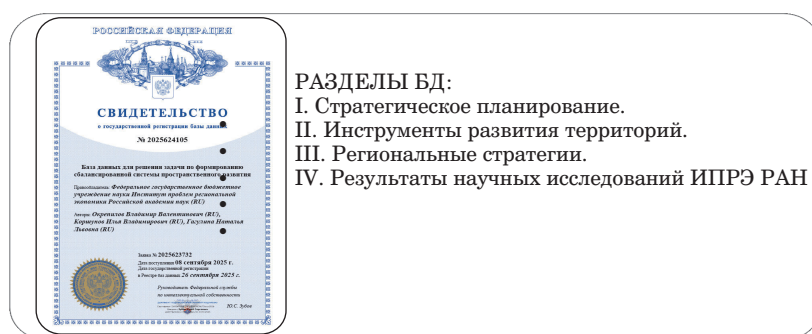 РОССИЙСКАЯ ФЕДЕРАЦИЯ
СВИДЕТЕЛЬСТВО
о государственной регистрации базы данных
№ 2025624105
База данных для решения задачи по формированию
сбалансированной системы пространственного развития
Правообладатель: Федеральное государственное бюджетное
учреждение науки Институт проблем региональной
экономики Российской академии наук (RU)
Авторы: Окрепилов Владимир Валентинович (RU),
Коршунов Илья Владимирович (RU), Гагулина Наталья
Львовна (RU)
Заявка № 2025623732
Дата поступления 08 сентября 2025 г.
Дата государственной регистрации
в Реестре баз данных 26 сентября 2025 г.
Руководитель Федеральной службы
по интеллектуальной собственности
Ю.С. Зубов
РАЗДЕЛЫ БД:
I. Стратегическое планирование.
II. Инструменты развития территорий.
III. Региональные стратегии.
IV. Результаты научных исследований ИПРЭ РАН